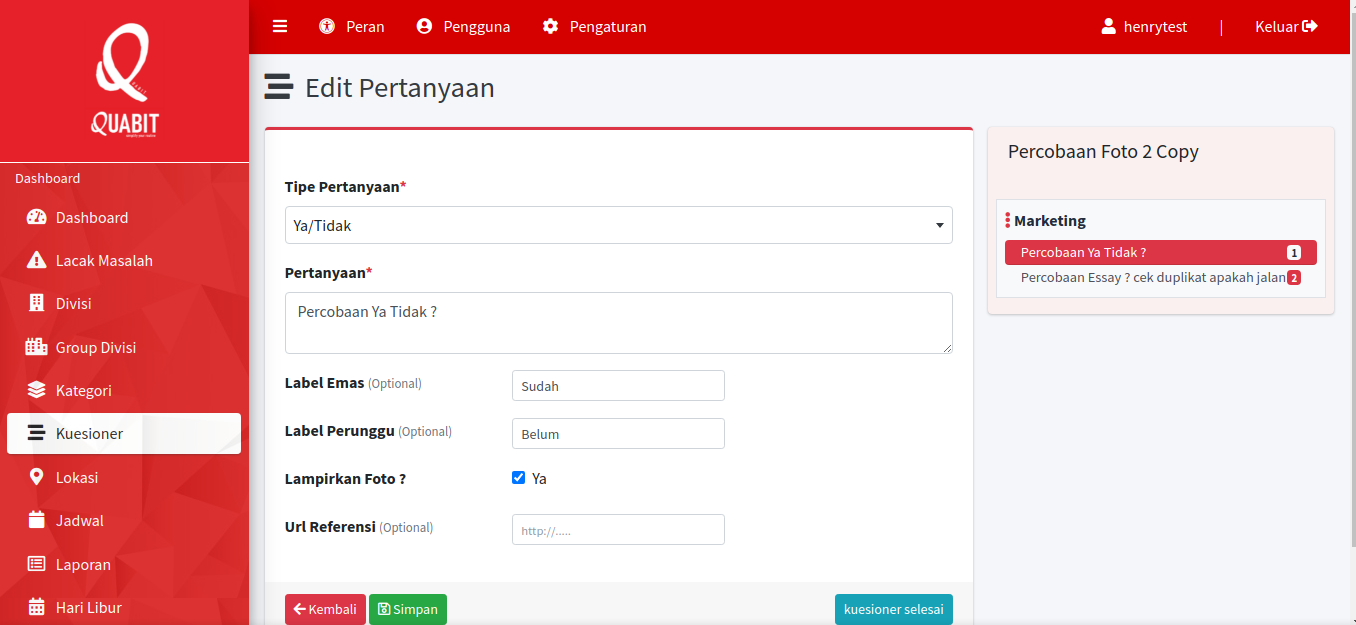 QUABIT
Peran
Pengguna
Pengaturan
henrytest
|
Keluar
Dashboard
Dashboard
Lacak Masalah
Divisi
Group Divisi
Kategori
Kuesioner
Lokasi
Jadwal
Laporan
Hari Libur
Edit Pertanyaan
Tipe Pertanyaan*
Ya/Tidak
Pertanyaan*
Percobaan Ya Tidak ?
Label Emas (Optional)
Sudah
Label Perunggu (Optional)
Belum
Lampirkan Foto ?
Ya
Url Referensi (Optional)
http://.....
Kembali
Simpan
kuesioner selesai
Percobaan Foto 2 Copy
Marketing
Percobaan Ya Tidak ? 1
Percobaan Essay ? cek duplikat apakah jalan 2